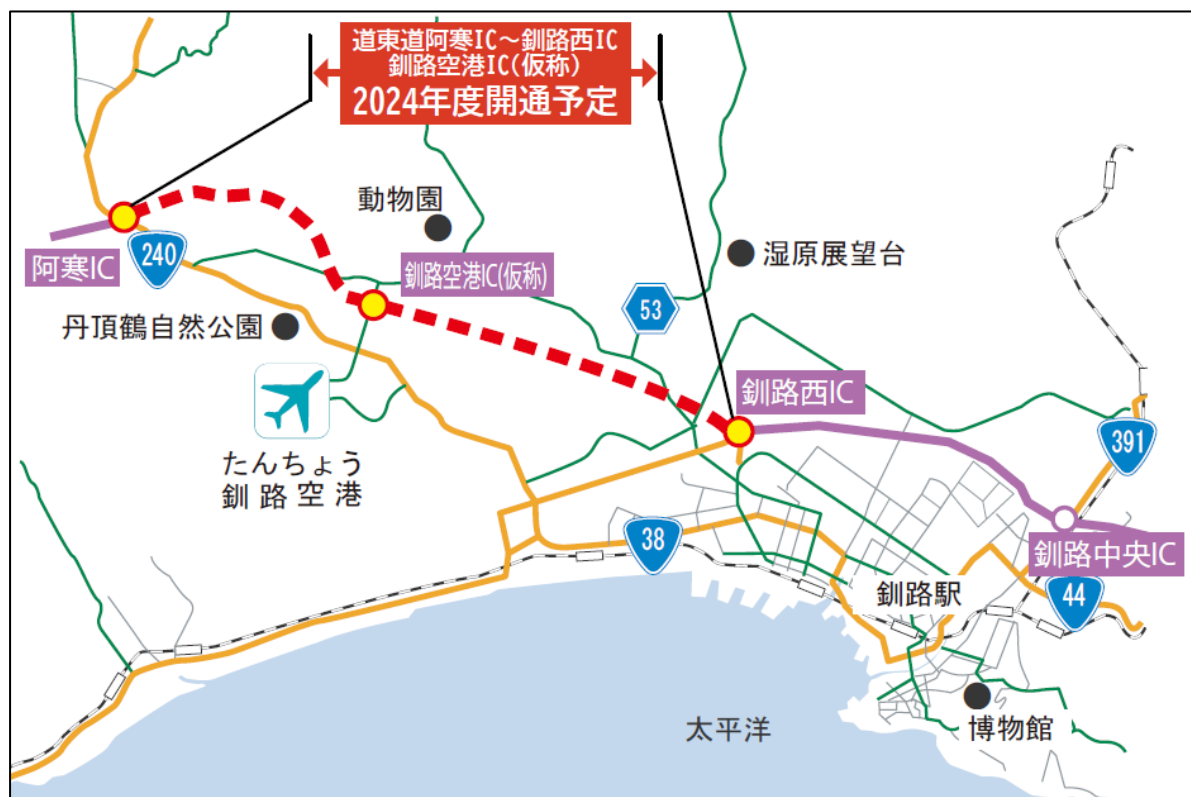 道東道阿寒IC～釧路西IC
釧路空港IC(仮称)
2024年度開通予定
動物園
阿寒IC
240
釧路空港IC(仮称)
湿原展望台
53
丹頂鶴自然公園
釧路西IC
たんちょう
釧路空港
391
38
釧路中央IC
釧路駅
44
太平洋
博物館